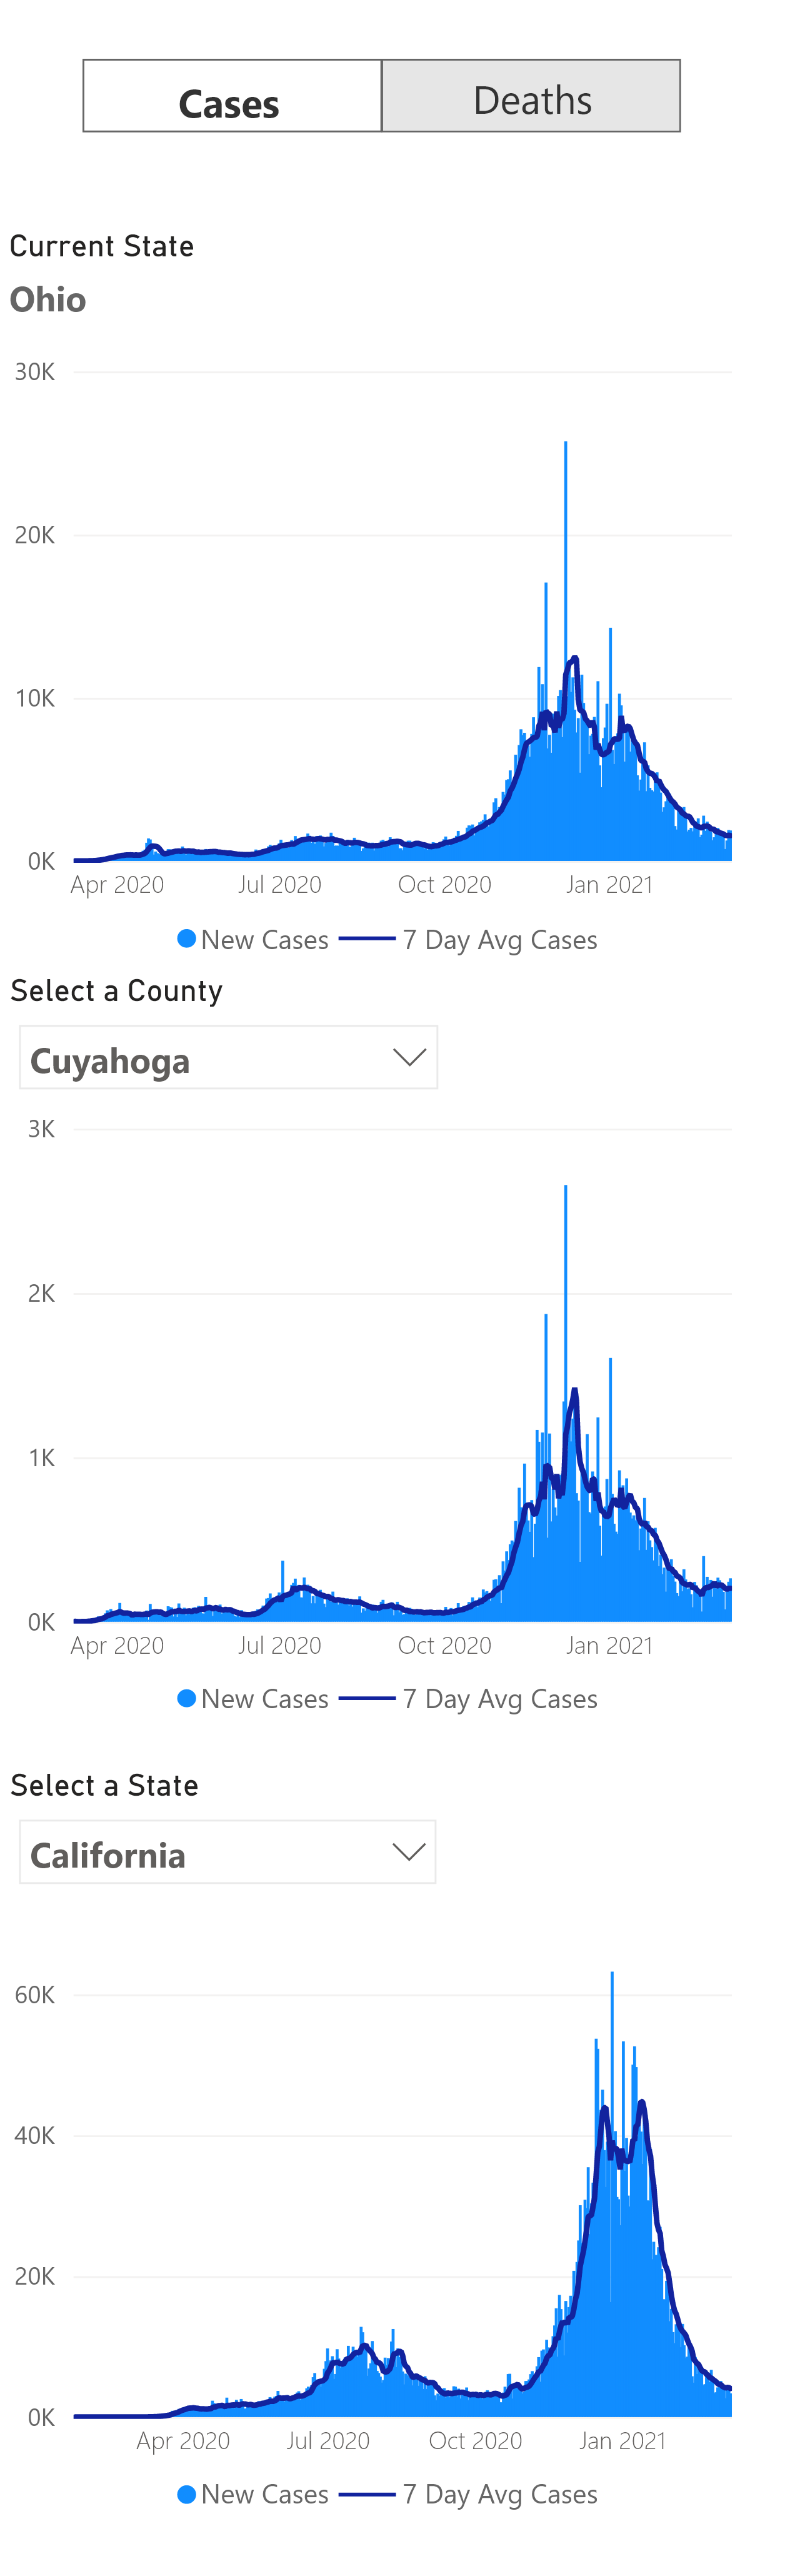 Cases Deaths
Current State
Ohio
30K
20K
10K
0K
Apr 2020 Jul 2020 Oct 2020 Jan 2021
New Cases 7 Day Avg Cases
Select a County
Cuyahoga
3K
2K
1K
0K
Apr 2020 Jul 2020 Oct 2020 Jan 2021
New Cases 7 Day Avg Cases
Select a State
California
60K
40K
20K
0K
Apr 2020 Jul 2020 Oct 2020 Jan 2021
New Cases 7 Day Avg Cases